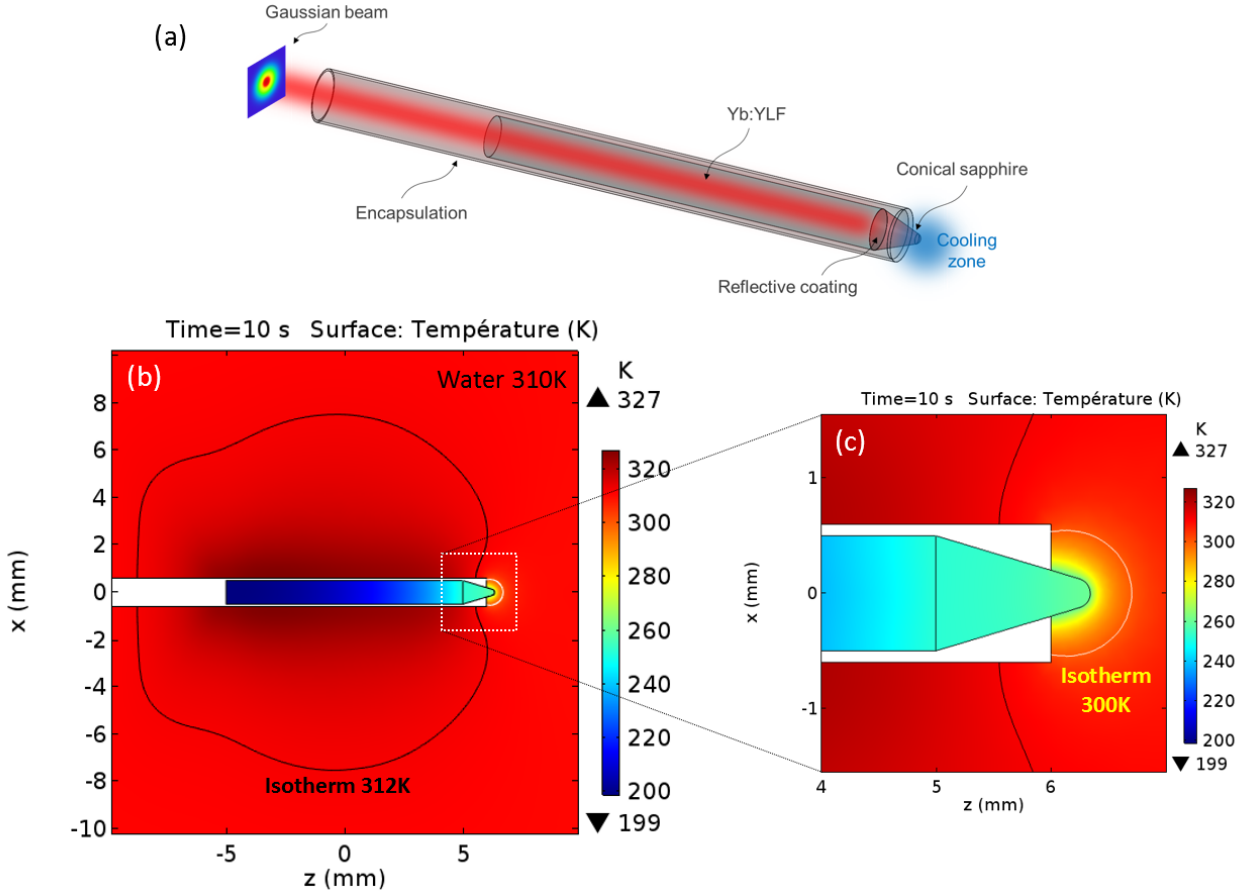 (a)
Gaussian beam
Yb:YLF
Conical sapphire
Encapsulation
Cooling
zone
Reflective coating
Time=10 s Surface: Température (K)
(b)
Water 310K
K
▲ 327
8
6
4
2
0
-2
-4
-6
-8
-10
x (mm)
-5
0
5
z (mm)
Isotherm 312K
320
300
280
260
240
220
200
▼ 199
Time=10 s Surface: Température (K)
(c)
K
▲ 327
1
0
-1
x (mm)
4
5
6
z (mm)
Isotherm
300K
320
300
280
260
240
220
200
▼ 199